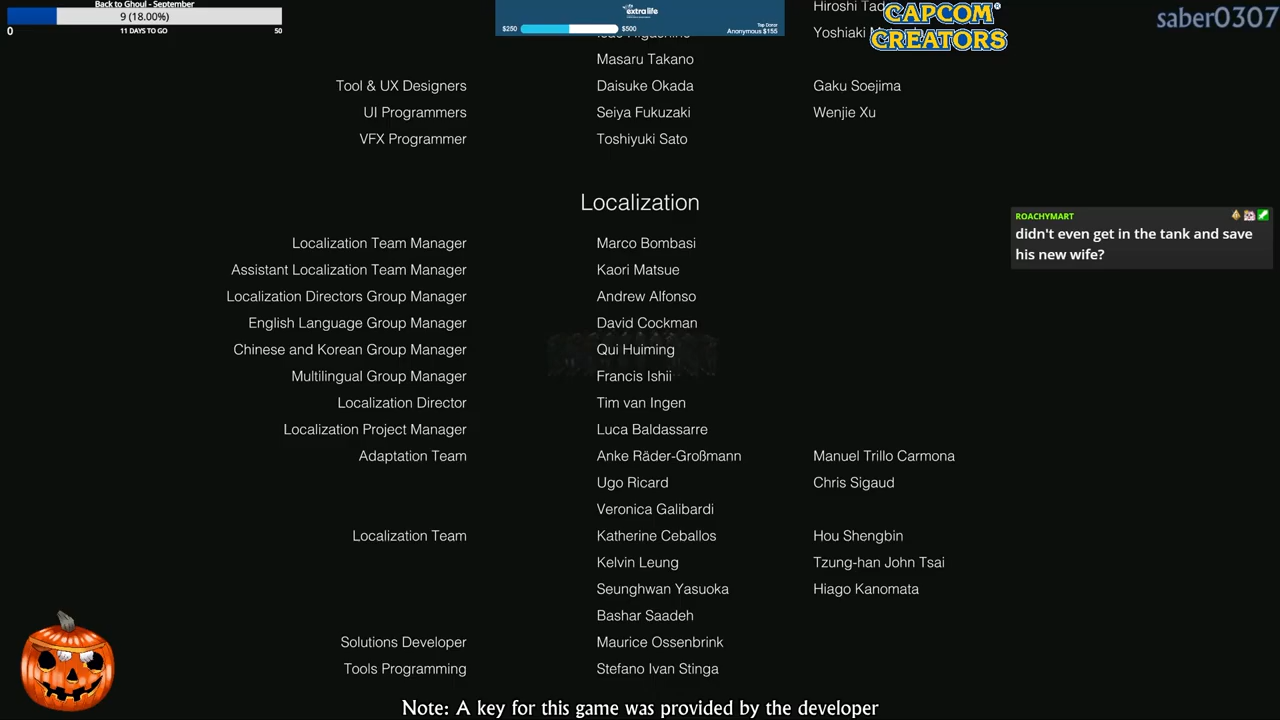 Back to Ghoul - September
9 (18.00%)
0 11 DAYS TO GO 50
extralife
$250 $500
Top Donor
Anonymous $155
CAPCOM
CREATORS
saber0307
Masaru Takano
Tool & UX Designers Daisuke Okada Gaku Soejima
UI Programmers Seiya Fukuzaki Wenjie Xu
VFX Programmer Toshiyuki Sato
Localization
Localization Team Manager Marco Bombasi
Assistant Localization Team Manager Kaori Matsue
Localization Directors Group Manager Andrew Alfonso
English Language Group Manager David Cockman
Chinese and Korean Group Manager Qui Huiming
Multilingual Group Manager Francis Ishii
Localization Director Tim van Ingen
Localization Project Manager Luca Baldassarre
Adaptation Team Anke Räder-Großmann Manuel Trillo Carmona
Ugo Ricard Chris Sigaud
Veronica Galibardi
Localization Team Katherine Ceballos Hou Shengbin
Kelvin Leung Tzung-han John Tsai
Seunghwan Yasuoka Hiago Kanomata
Bashar Saadeh
Solutions Developer Maurice Ossenbrink
Tools Programming Stefano Ivan Stinga
ROACHYMART
didn't even get in the tank and save
his new wife?
Hiroshi
Yoshiaki
Note: A key for this game was provided by the developer